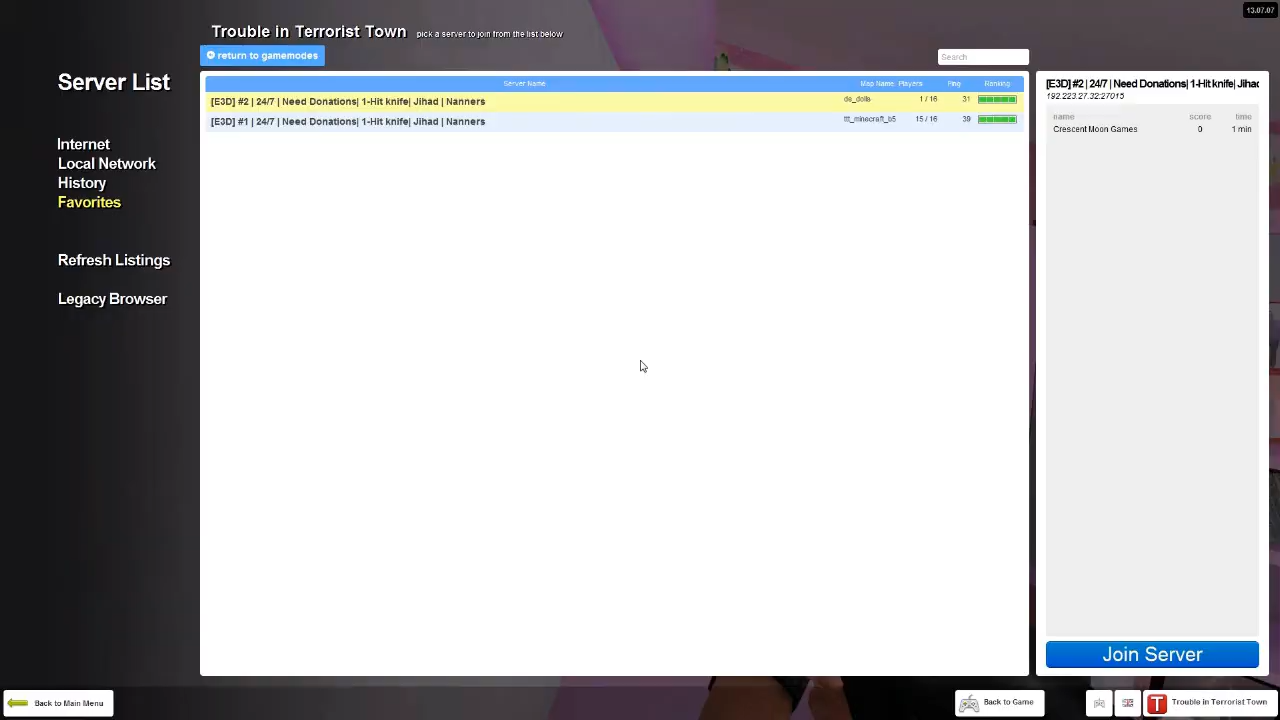 13.07.07
Trouble in Terrorist Town pick a server to join from the list below
return to gamemodes
Search
Server List
Internet
Local Network
History
Favorites
Refresh Listings
Legacy Browser
Server Name Map Name Players Ping Ranking
[E3D] #2 | 24/7 | Need Donations| 1-Hit knife| Jihad | Nanners de_dolls 1 / 16 31
[E3D] #1 | 24/7 | Need Donations| 1-Hit knife| Jihad | Nanners ttt_minecraft_b5 15 / 16 39
[E3D] #2 | 24/7 | Need Donations| 1-Hit knife| Jihad
192.223.27.32:27015
name score time
Crescent Moon Games 0 1 min
Join Server
Back to Main Menu
Back to Game
T Trouble in Terrorist Town